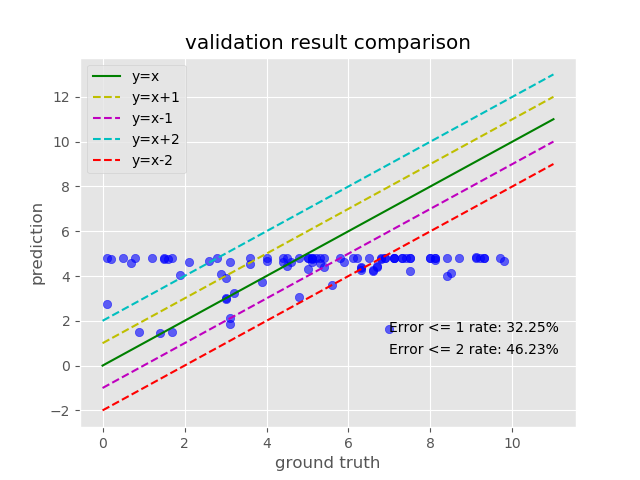 validation result comparison
y=x
y=x+1
y=x-1
y=x+2
y=x-2
12
10
8
6
4
2
0
−2
prediction
Error <= 1 rate: 32.25%
Error <= 2 rate: 46.23%
0 2 4 6 8 10
ground truth